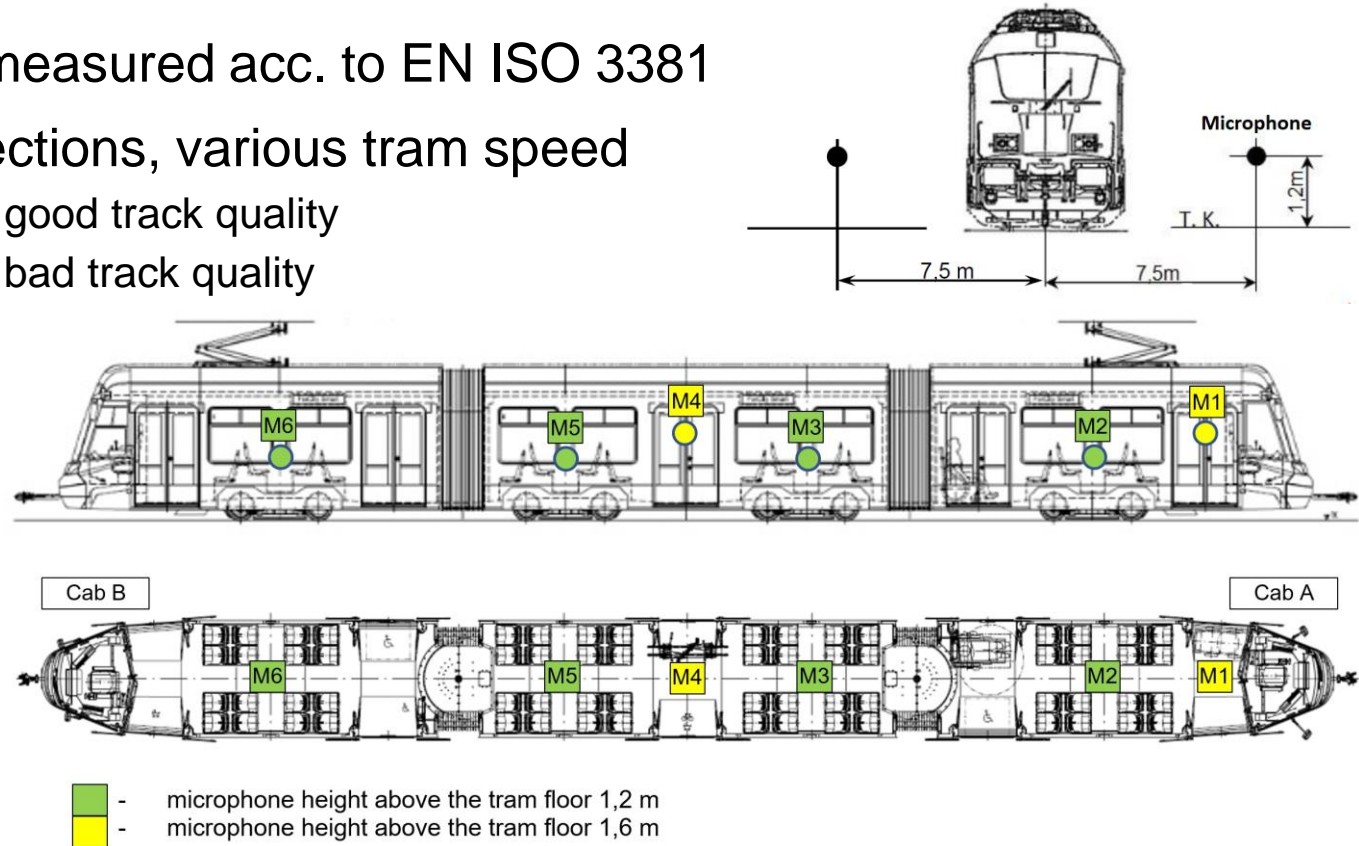 measured acc. to EN ISO 3381
ections, various tram speed
good track quality
bad track quality
Microphone
1,2m
T. K.
7,5 m
7,5m
M6
M5
M4
M3
M2
M1
Cab B
Cab A
M6
M5
M4
M3
M2
M1
- microphone height above the tram floor 1,2 m
- microphone height above the tram floor 1,6 m